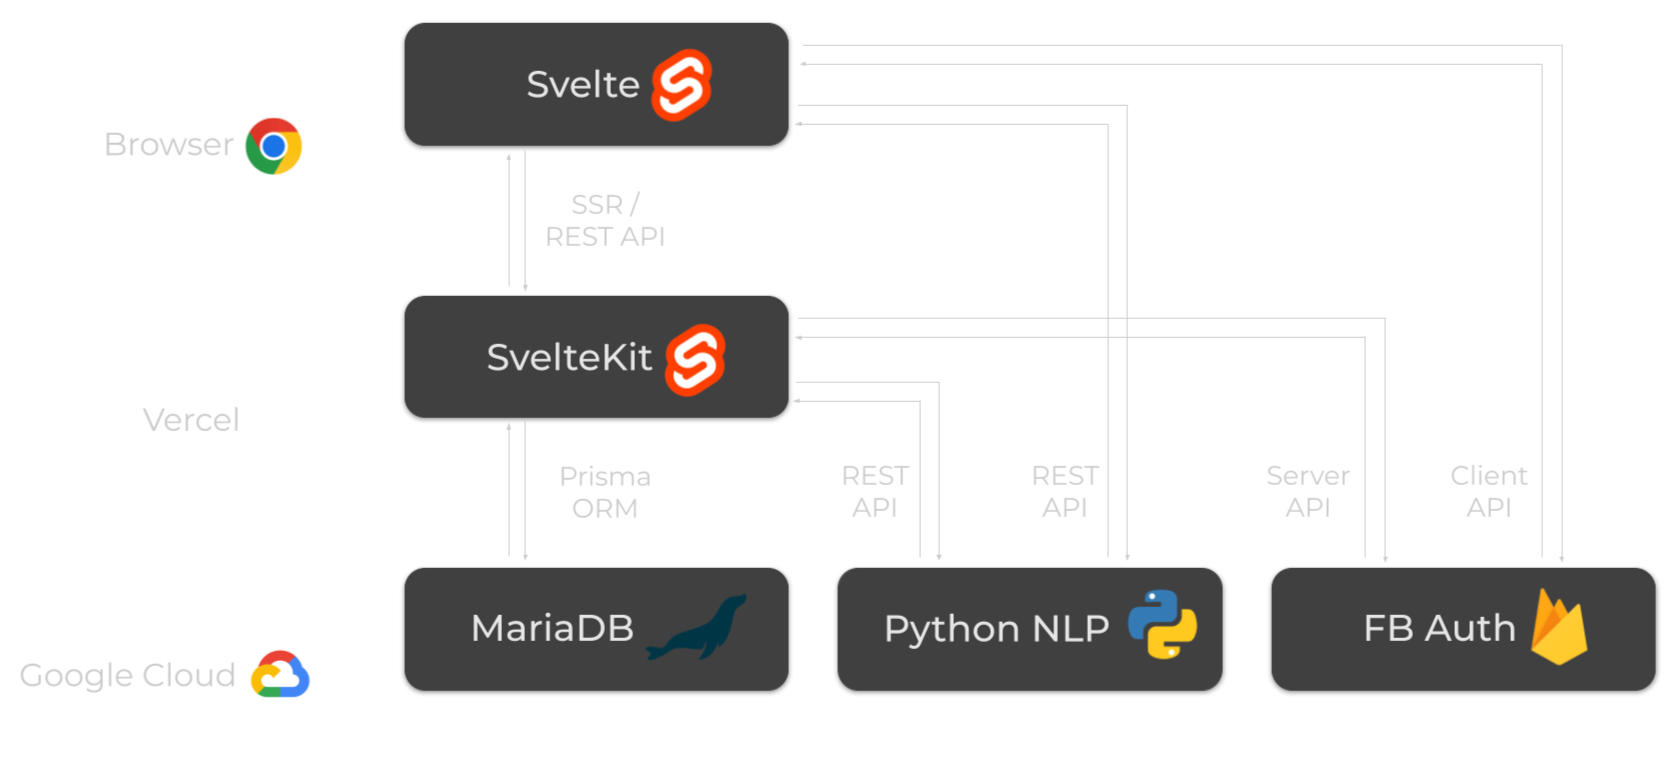 Svelte
Browser
SSR /
REST API
SvelteKit
Vercel
Prisma
ORM
REST
API
REST
API
Server
API
Client
API
MariaDB
Python NLP
FB Auth
Google Cloud